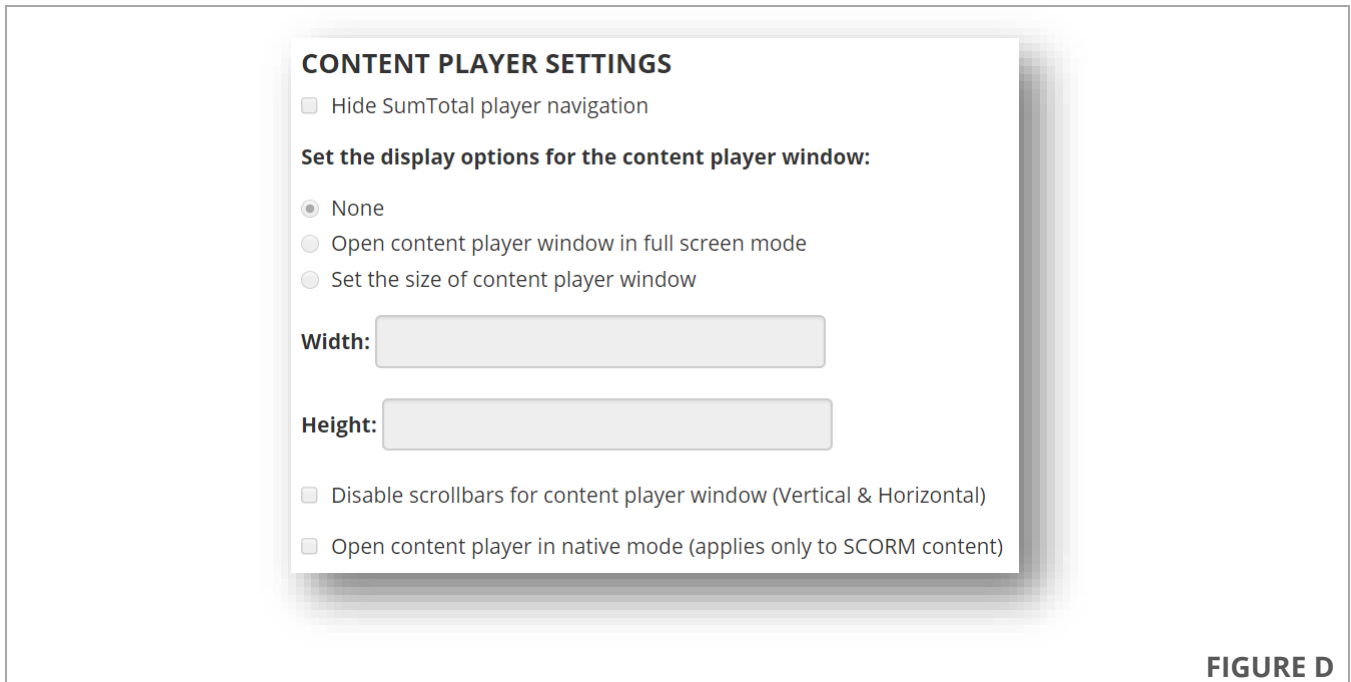 CONTENT PLAYER SETTINGS
Hide SumTotal player navigation
Set the display options for the content player window:
None
Open content player window in full screen mode
Set the size of content player window
Width:
Height:
Disable scrollbars for content player window (Vertical & Horizontal)
Open content player in native mode (applies only to SCORM content)
FIGURE D